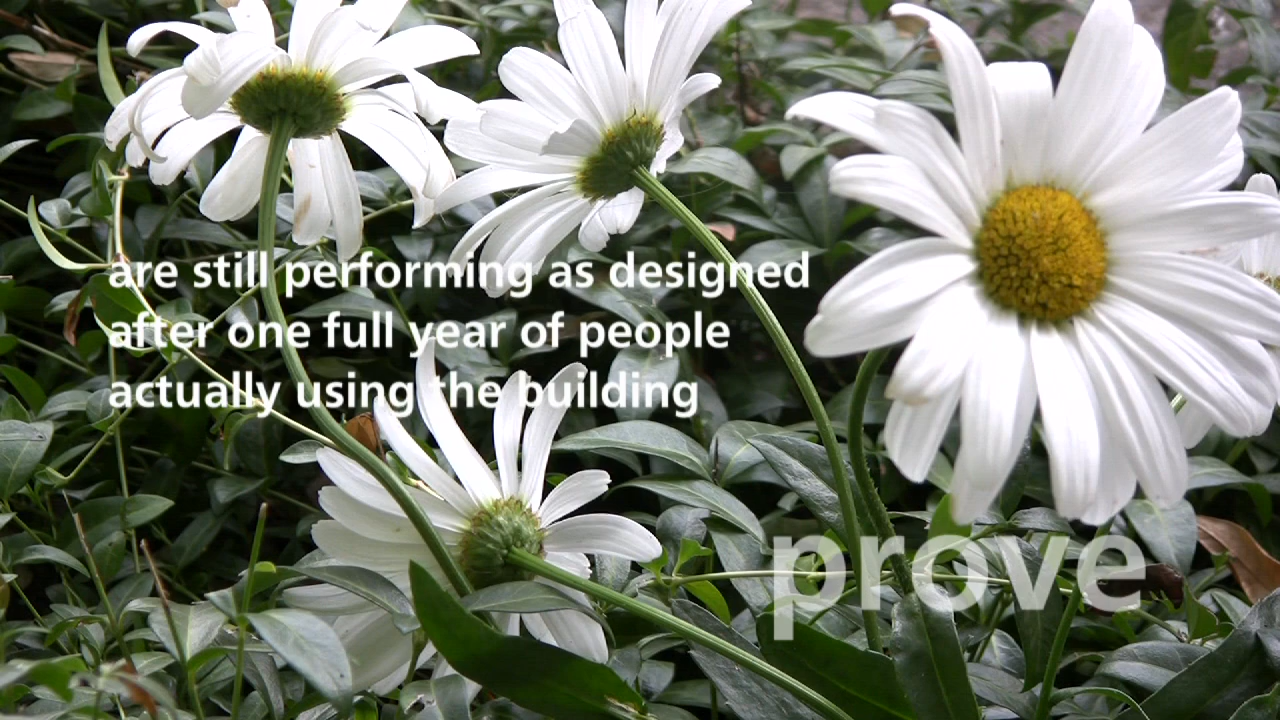 are still performing as designed
after one full year of people
actually using the building
prove